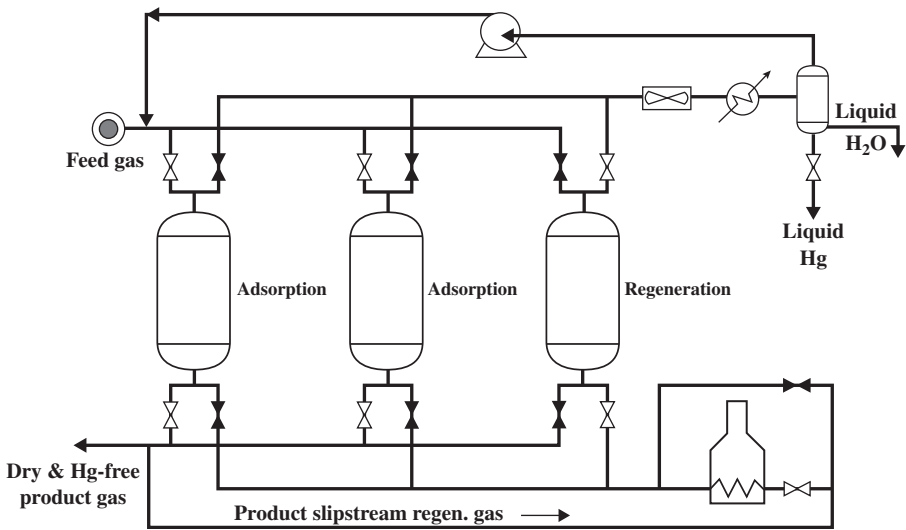 Feed gas
Liquid
H₂O
Liquid
Hg
Adsorption
Adsorption
Regeneration
Dry & Hg-free
product gas
Product slipstream regen. gas